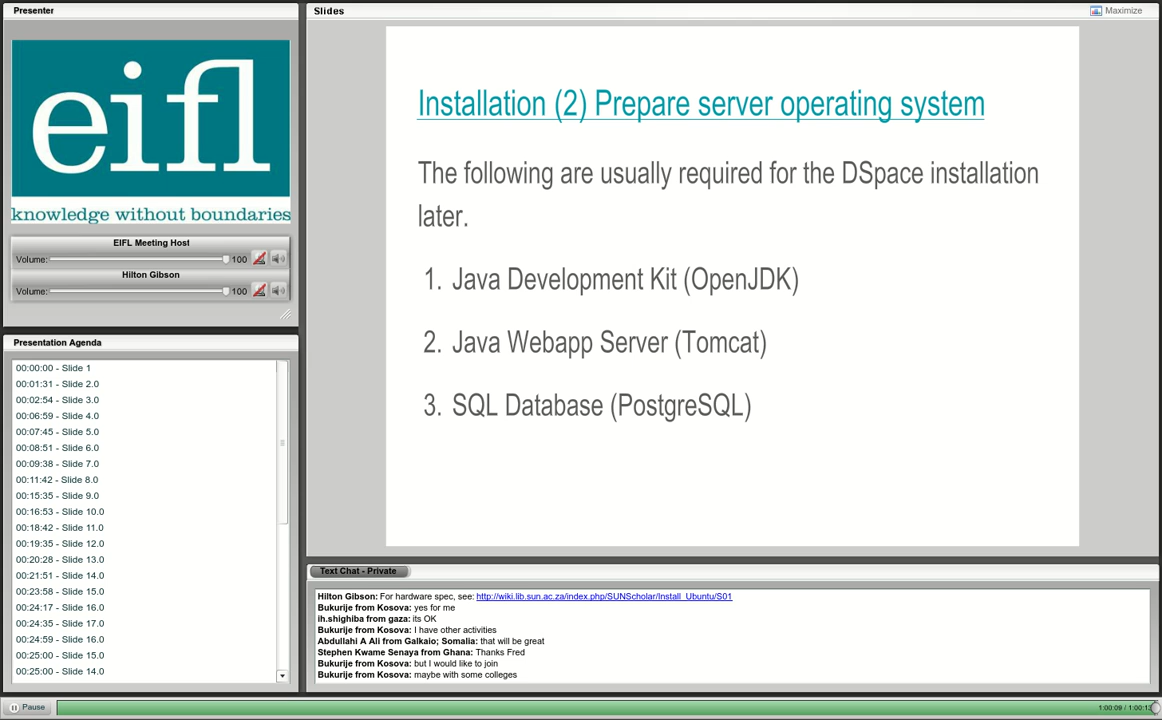 Presenter
eifl
knowledge without boundaries
EIFL Meeting Host
Volume: 100
Hilton Gibson
Volume: 100
Presentation Agenda
00:00:00 - Slide 1
00:01:31 - Slide 2.0
00:02:54 - Slide 3.0
00:06:59 - Slide 4.0
00:07:45 - Slide 5.0
00:08:51 - Slide 6.0
00:09:38 - Slide 7.0
00:11:42 - Slide 8.0
00:15:35 - Slide 9.0
00:16:53 - Slide 10.0
00:18:42 - Slide 11.0
00:19:35 - Slide 12.0
00:20:28 - Slide 13.0
00:21:51 - Slide 14.0
00:23:58 - Slide 15.0
00:24:17 - Slide 16.0
00:24:35 - Slide 17.0
00:24:59 - Slide 16.0
00:25:00 - Slide 15.0
00:25:00 - Slide 14.0
Slides
Maximize
Installation (2) Prepare server operating system
The following are usually required for the DSpace installation
later.
1. Java Development Kit (OpenJDK)
2. Java Webapp Server (Tomcat)
3. SQL Database (PostgreSQL)
Text Chat - Private
Hilton Gibson: For hardware spec, see: http://wiki.lib.sun.ac.za/index.php/SUNScholar/Install_Ubuntu/S01
Bukurije from Kosova: yes for me
ih.shighiba from gaza: its OK
Bukurije from Kosova: I have other activities
Abdullahi A Ali from Galkaio; Somalia: that will be great
Stephen Kwame Senaya from Ghana: Thanks Fred
Bukurije from Kosova: but I would like to join
Bukurije from Kosova: maybe with some colleges
Pause
1:00:09 /